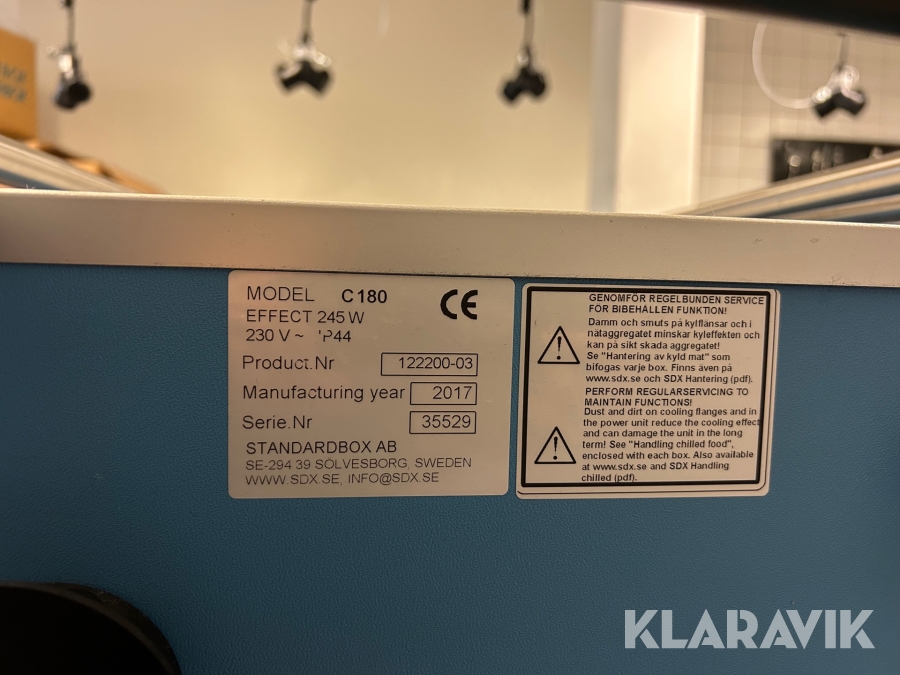 MODEL C180
CE
EFFECT 245 W
230 V ~ IP44
Product.Nr 122200-03
Manufacturing year 2017
Serie.Nr 35529
STANDARDBOX AB
SE-294 39 SÖLVESBORG, SWEDEN
WWW.SDX.SE, INFO@SDX.SE
GENOMFÖR REGELBUNDEN SERVICE
FÖR BIBEHÅLLEN FUNKTION!
Damm och smuts på kylflänsar och i
nätaggregatet minskar kyleffekten och
kan på sikt skada aggregatet!
Se "Hantering av kyld mat" som
bifogas varje box. Finns även på
www.sdx.se och SDX Hantering (pdf).
PERFORM REGULARSERVICING TO
MAINTAIN FUNCTIONS!
Dust and dirt on cooling flanges and in
the power unit reduce the cooling effect
and can damage the unit in the long
term! See "Handling chilled food",
enclosed with each box. Also available
at www.sdx.se and SDX Handling
chilled (pdf).
KLARAVIK